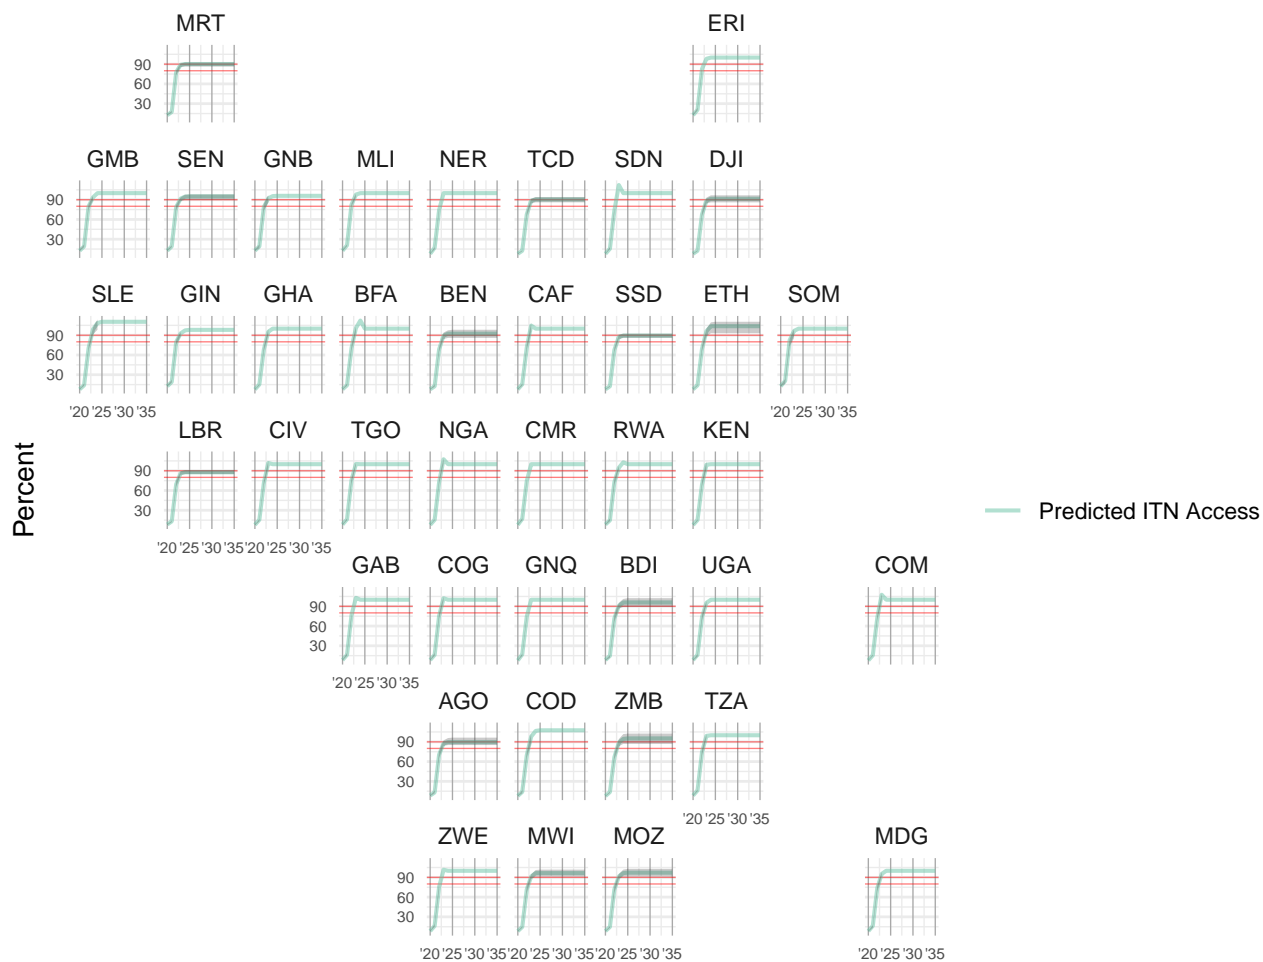 MRT ERI
90
60
30
GMB SEN GNB MLI NER TCD SDN DJI
90
60
30
SLE GIN GHA BFA BEN CAF SSD ETH SOM
90
60
30
'20 '25 '30 '35 '20 '25 '30 '35
LBR CIV TGO NGA CMR RWA KEN
90
60
30
'20 '25 '30 '35 '20 '25 '30 '35
Percent
Predicted ITN Access
GAB COG GNQ BDI UGA COM
90
60
30
'20 '25 '30 '35
AGO COD ZMB TZA
90
60
30
'20 '25 '30 '35
ZWE MWI MOZ MDG
90
60
30
'20 '25 '30 '35 '20 '25 '30 '35 '20 '25 '30 '35 '20 '25 '30 '35